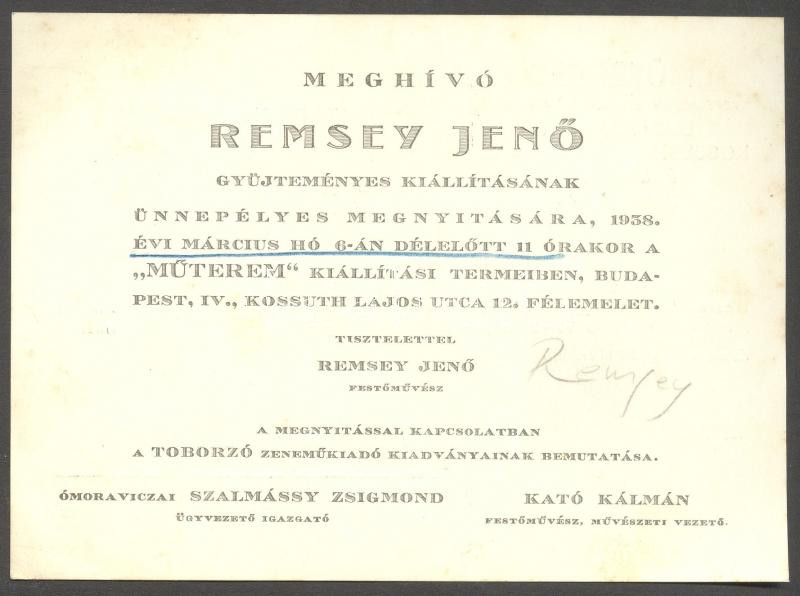 MEGHÍVÓ
REMSEY JENŐ
GYÜJTEMÉNYES KIÁLLÍTÁSÁNAK
ÜNNEPÉLYES MEGNYITÁSÁRA, 1938.
ÉVI MÁRCIUS HÓ 6-ÁN DÉLELŐTT 11 ÓRAKOR A
„MŰTEREM“ KIÁLLÍTÁSI TERMEIBEN, BUDA-
PEST, IV., KOSSUTH LAJOS UTCA 12. FÉLEMELET.
TISZTELETTEL
REMSEY JENŐ
FESTŐMŰVÉSZ
Remsey
A MEGNYITÁSSAL KAPCSOLATBAN
A TOBORZÓ ZENEMŰKIADÓ KIADVÁNYAINAK BEMUTATÁSA.
ÓMORAVICZAI SZALMÁSSY ZSIGMOND
ÜGYVEZETŐ IGAZGATÓ
KATÓ KÁLMÁN
FESTŐMŰVÉSZ, MŰVÉSZETI VEZETŐ.